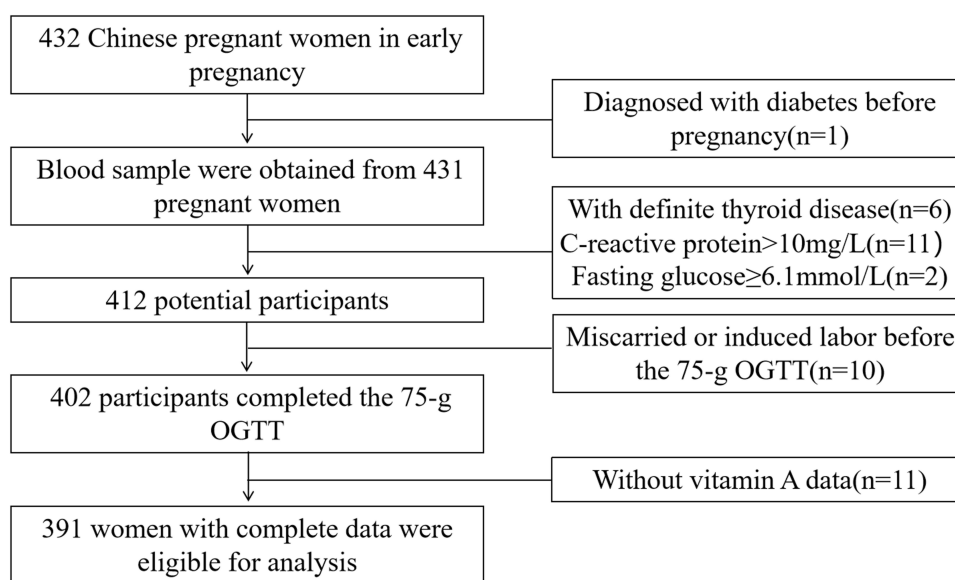 432 Chinese pregnant women in early
pregnancy
Diagnosed with diabetes before
pregnancy(n=1)
Blood sample were obtained from 431
pregnant women
With definite thyroid disease(n=6)
C-reactive protein>10mg/L(n=11)
Fasting glucose≥6.1mmol/L(n=2)
412 potential participants
Miscarried or induced labor before
the 75-g OGTT(n=10)
402 participants completed the 75-g
OGTT
Without vitamin A data(n=11)
391 women with complete data were
eligible for analysis